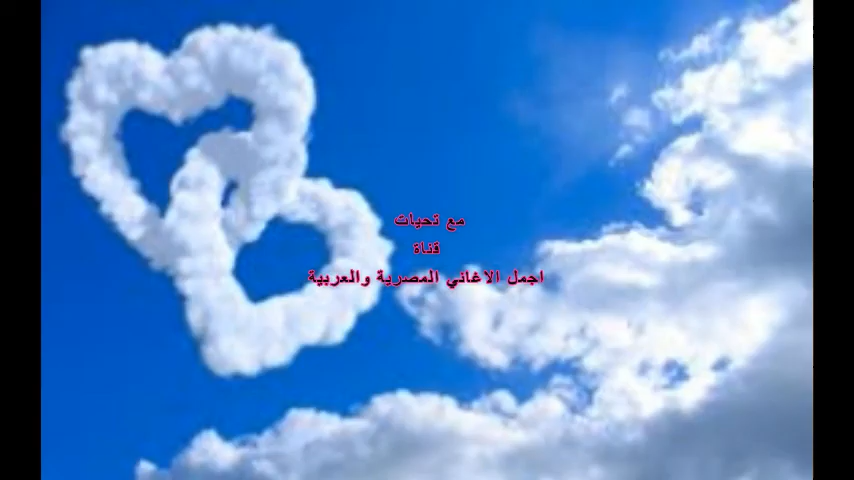 مع تحيات
قناة
اجمل الاغاني المصرية والعربية